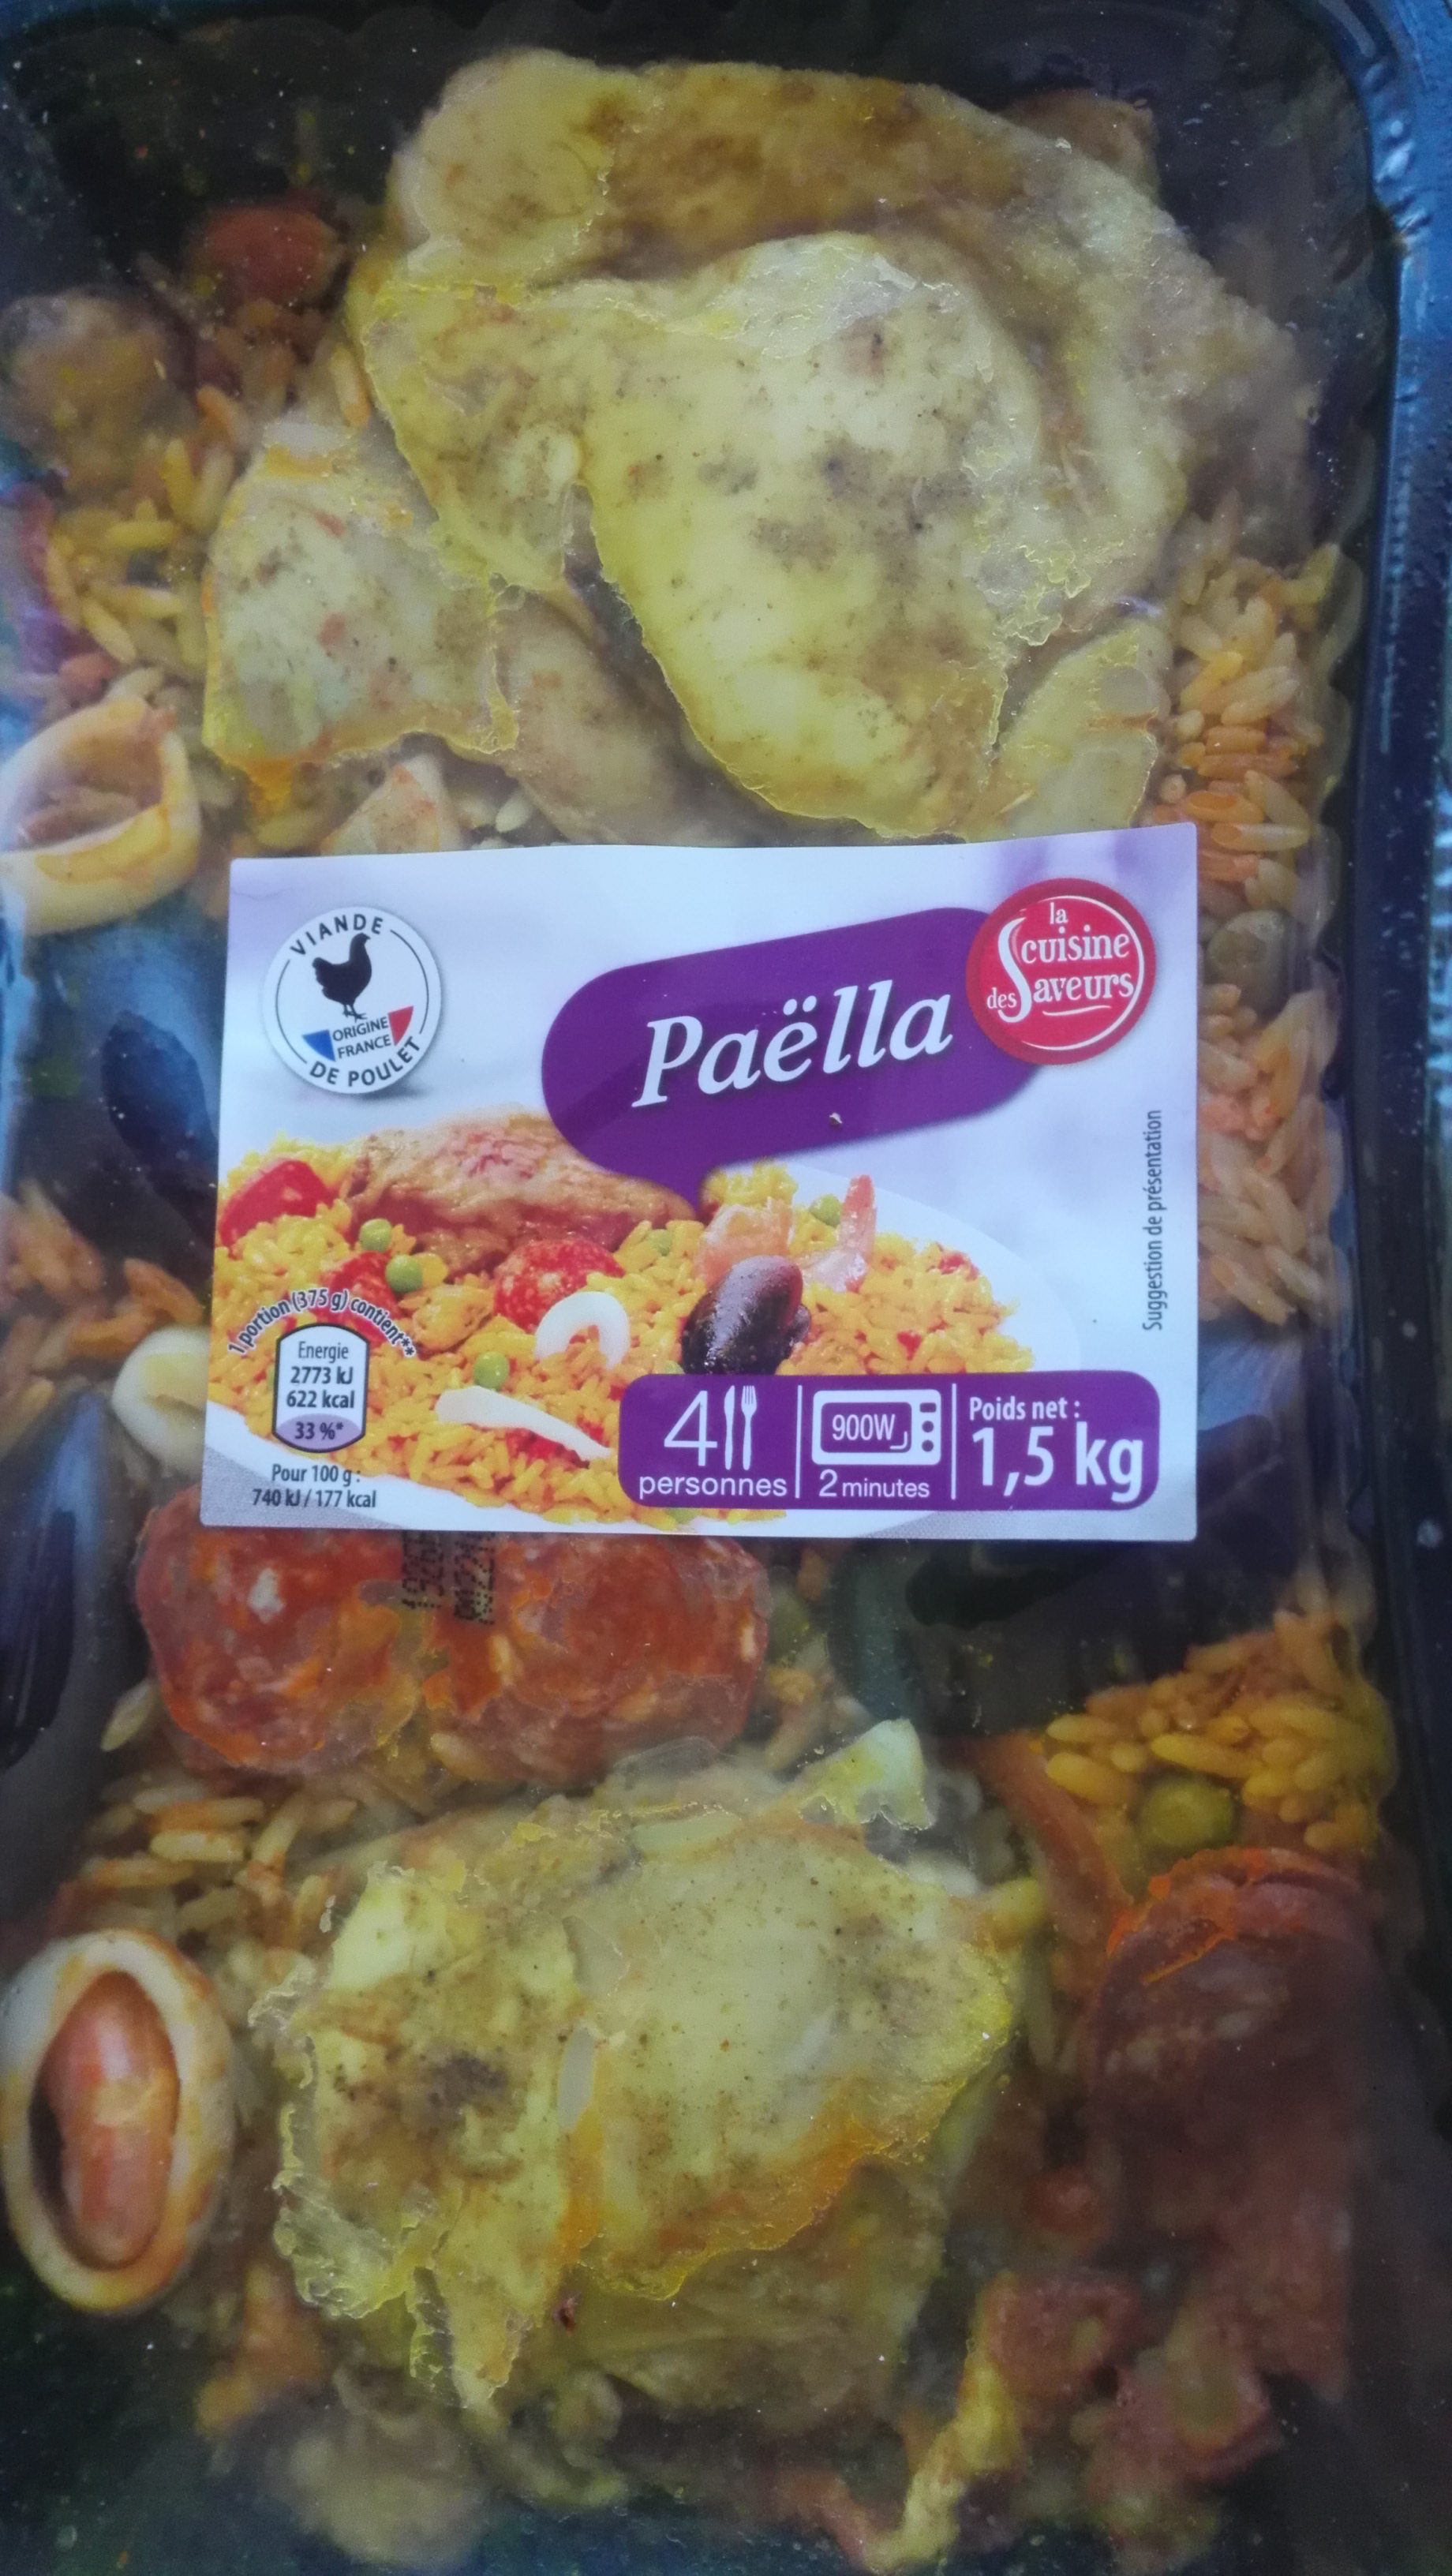 VIANDE
ORIGINE
FRANCE
DE POULET
Paëlla
la
cuisine
des Saveurs
Suggestion de présentation
1 portion (375 g) contient**
Energie
2773 kJ
622 kcal
33 %*
Pour 100 g :
740 kJ / 177 kcal
4
personnes
900W
2 minutes
Poids net :
1,5 kg